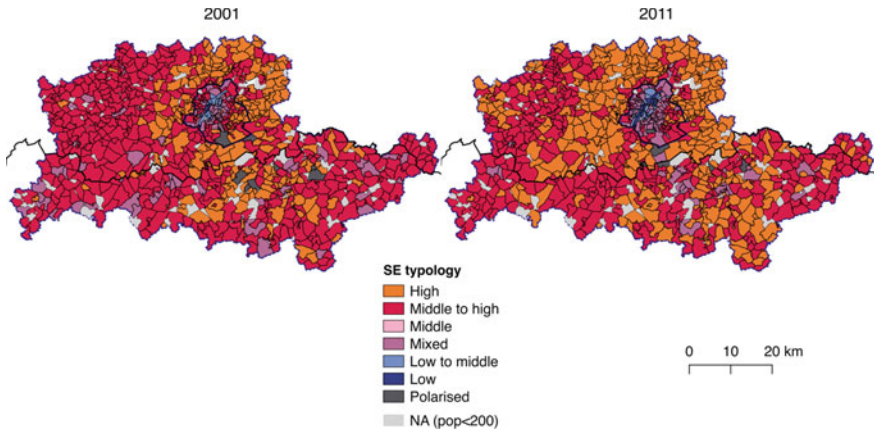 2001
2011
SE typology
High
Middle to high
Middle
Mixed
Low to middle
Low
Polarised
NA (pop<200)
0 10 20 km